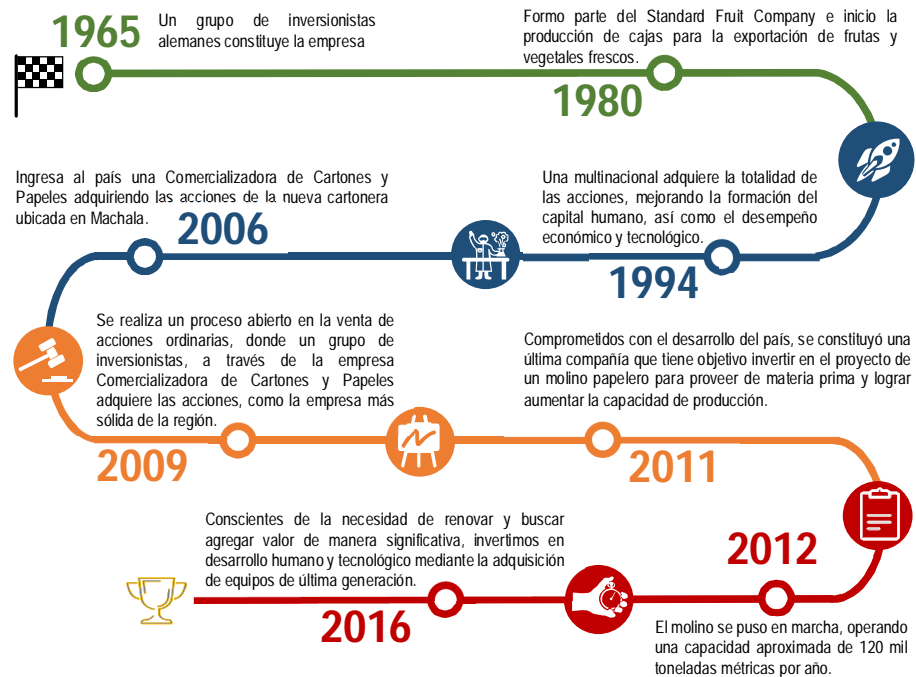 1965
Un grupo de inversionistas
alemanes constituye la empresa
Formo parte del Standard Fruit Company e inicio la
producción de cajas para la exportación de frutas y
vegetales frescos.
1980
Una multinacional adquiere la totalidad de
las acciones, mejorando la formación del
capital humano, así como el desempeño
económico y tecnológico.
1994
Ingresa al país una Comercializadora de Cartones y
Papeles adquiriendo las acciones de la nueva cartonera
ubicada en Machala.
2006
Se realiza un proceso abierto en la venta de
acciones ordinarias, donde un grupo de
inversionistas, a través de la empresa
Comercializadora de Cartones y Papeles
adquiere las acciones, como la empresa más
sólida de la región.
2009
Comprometidos con el desarrollo del país, se constituyó una
última compañía que tiene objetivo invertir en el proyecto de
un molino papelero para proveer de materia prima y lograr
aumentar la capacidad de producción.
2011
2012
El molino se puso en marcha, operando
una capacidad aproximada de 120 mil
toneladas métricas por año.
Conscientes de la necesidad de renovar y buscar
agregar valor de manera significativa, invertimos en
desarrollo humano y tecnológico mediante la adquisición
de equipos de última generación.
2016